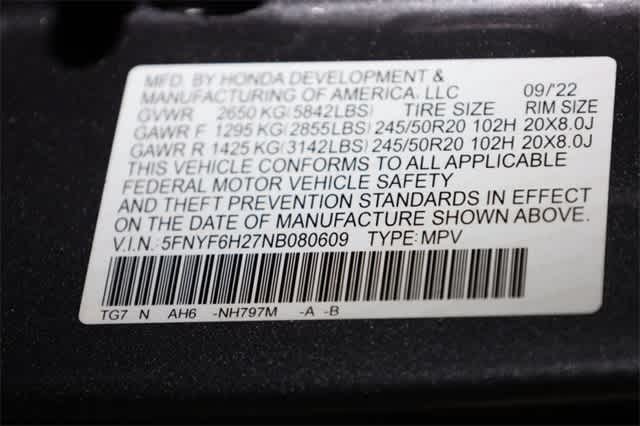 MFD. BY HONDA DEVELOPMENT &
MANUFACTURING OF AMERICA, LLC 09/'22
GVWR 2650 KG(5842LBS) TIRE SIZE RIM SIZE
GAWR F 1295 KG(2855LBS) 245/50R20 102H 20X8.0J
GAWR R 1425 KG(3142LBS) 245/50R20 102H 20X8.0J
THIS VEHICLE CONFORMS TO ALL APPLICABLE
FEDERAL MOTOR VEHICLE SAFETY
AND THEFT PREVENTION STANDARDS IN EFFECT
ON THE DATE OF MANUFACTURE SHOWN ABOVE.
V.I.N.: 5FNYF6H27NB080609 TYPE: MPV
TG7 N AH6 -NH797M -A -B